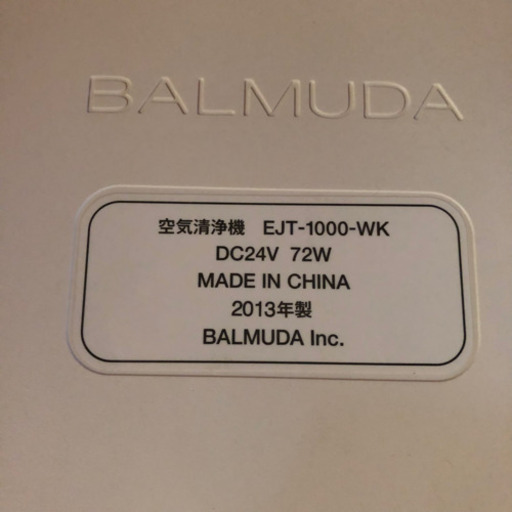 BALMUDA
空気清浄機 EJT-1000-WK
DC24V 72W
MADE IN CHINA
2013年製
BALMUDA Inc.